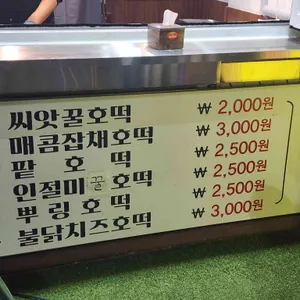 씨앗꿀호떡 ₩ 2,000원
매콤잡채호떡 ₩ 3,000원
팥 호 떡 ₩ 2,500원
인절미꿀호떡 ₩ 2,500원
뿌링호떡 ₩ 2,500원
불닭치즈호떡 ₩ 3,000원